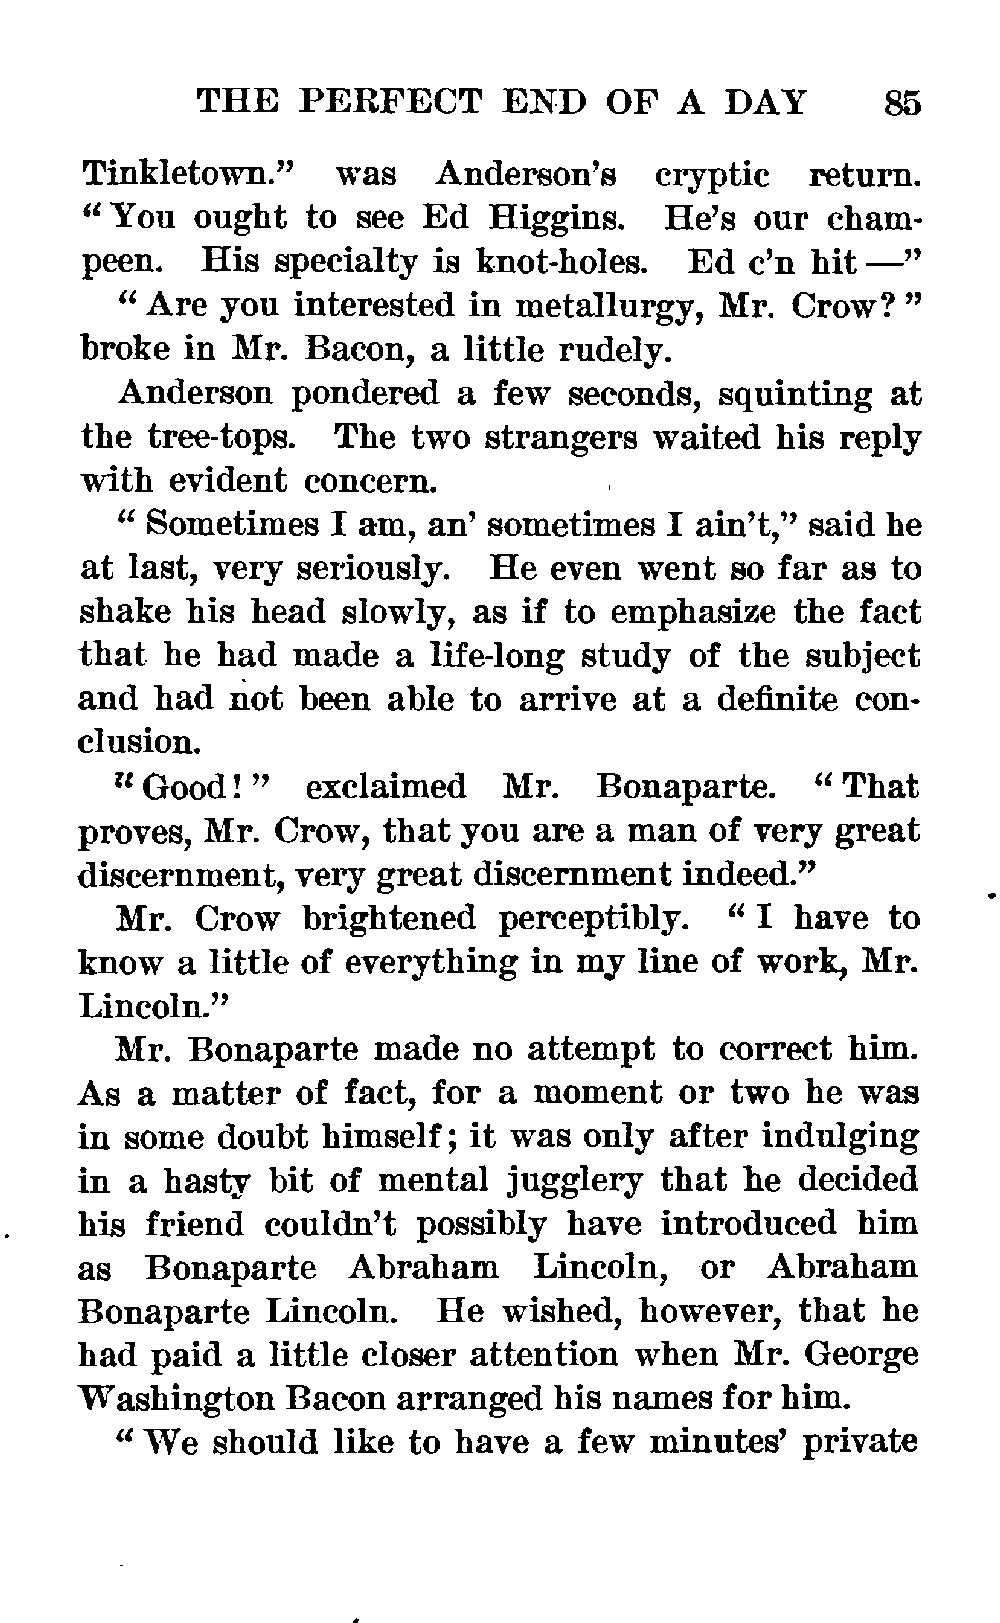 THE PERFECT END OF A DAY 85
Tinkletown.” was Anderson’s cryptic return.
“ You ought to see Ed Higgins. He’s our cham-
peen. His specialty is knot-holes. Ed c’n hit —”
“ Are you interested in metallurgy, Mr. Crow? ”
broke in Mr. Bacon, a little rudely.
Anderson pondered a few seconds, squinting at
the tree-tops. The two strangers waited his reply
with evident concern.
“ Sometimes I am, an’ sometimes I ain’t,” said he
at last, very seriously. He even went so far as to
shake his head slowly, as if to emphasize the fact
that he had made a life-long study of the subject
and had not been able to arrive at a definite con-
clusion.
“ Good! ” exclaimed Mr. Bonaparte. “ That
proves, Mr. Crow, that you are a man of very great
discernment, very great discernment indeed.”
Mr. Crow brightened perceptibly. “ I have to
know a little of everything in my line of work, Mr.
Lincoln.”
Mr. Bonaparte made no attempt to correct him.
As a matter of fact, for a moment or two he was
in some doubt himself; it was only after indulging
in a hasty bit of mental jugglery that he decided
his friend couldn’t possibly have introduced him
as Bonaparte Abraham Lincoln, or Abraham
Bonaparte Lincoln. He wished, however, that he
had paid a little closer attention when Mr. George
Washington Bacon arranged his names for him.
“ We should like to have a few minutes’ private